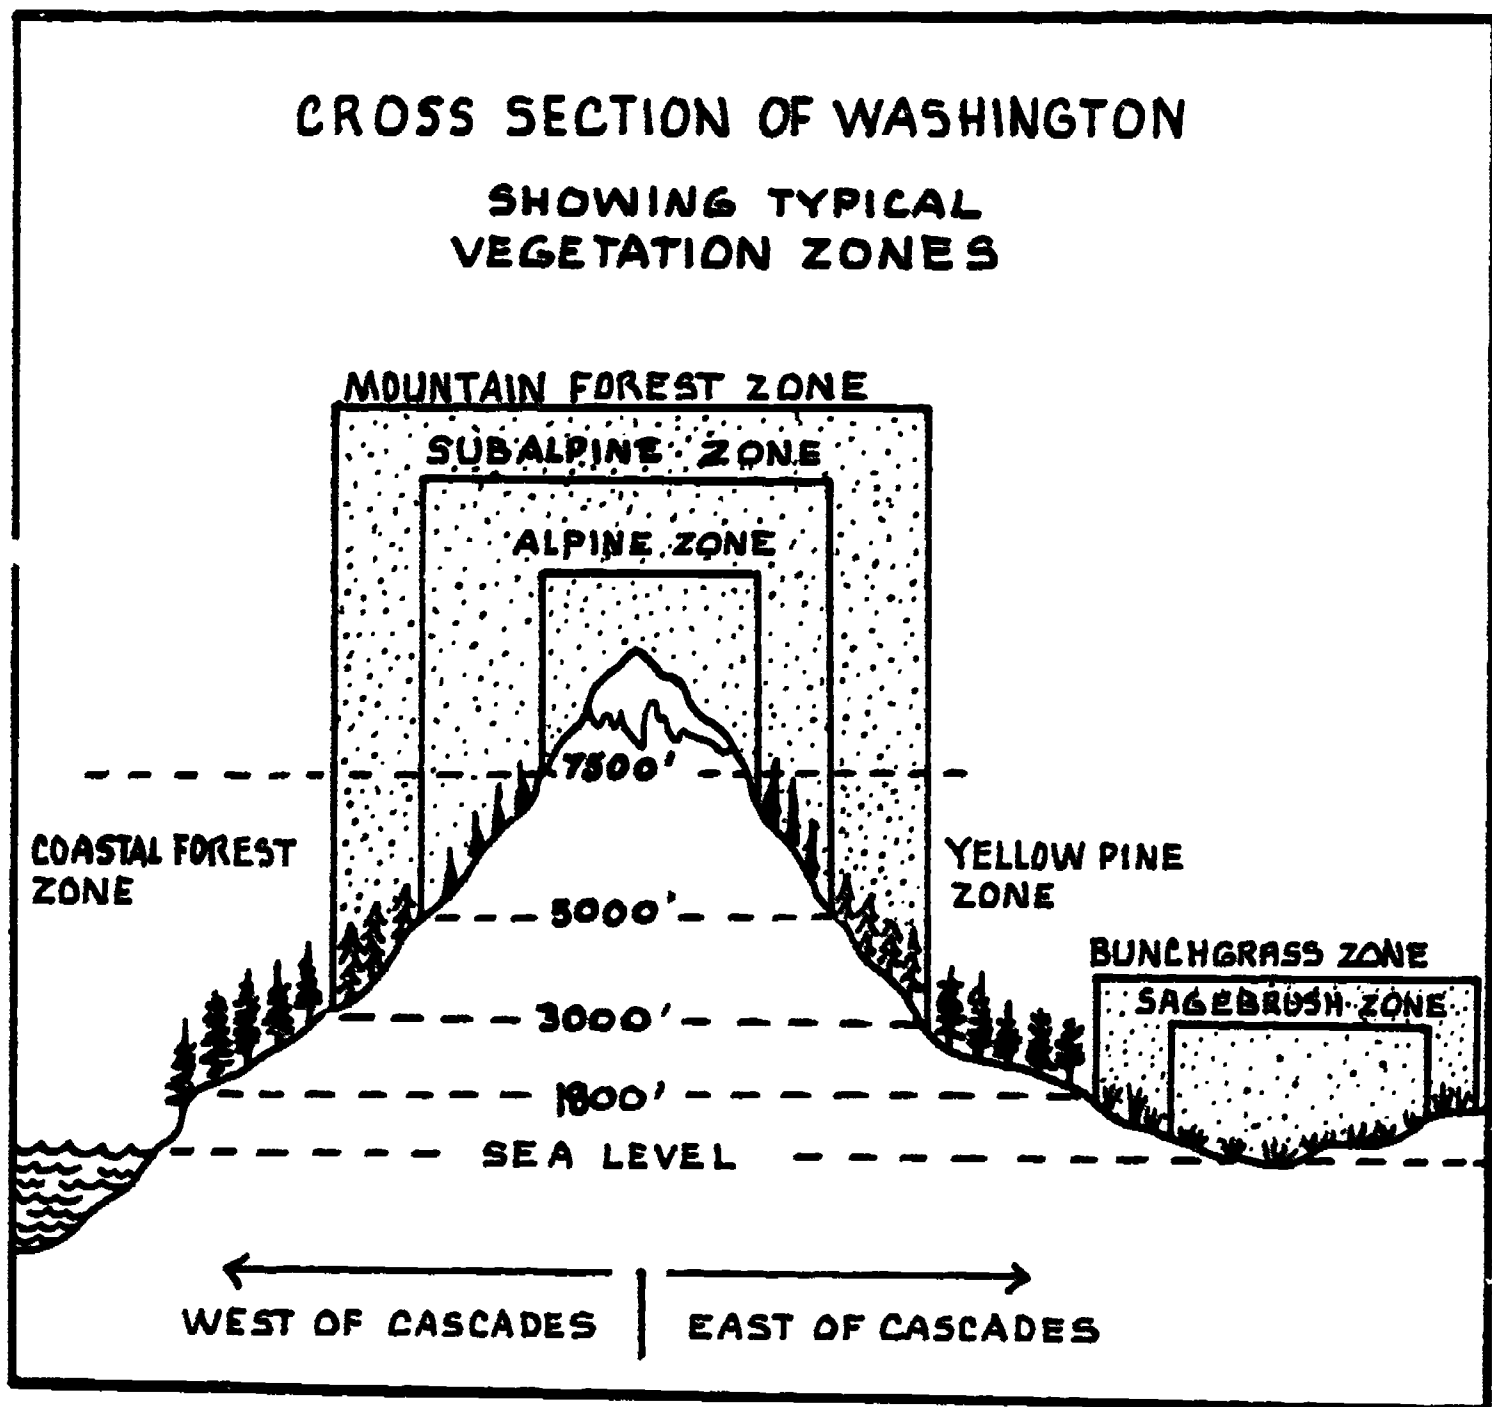 CROSS SECTION OF WASHINGTON
SHOWING TYPICAL
VEGETATION ZONES
MOUNTAIN FOREST ZONE
SUBALPINE ZONE
ALPINE ZONE
7500'
COASTAL FOREST
ZONE
YELLOW PINE
ZONE
5000'
BUNCHGRASS ZONE
SAGEBRUSH ZONE
3000'
1800'
SEA LEVEL
WEST OF CASCADES
EAST OF CASCADES